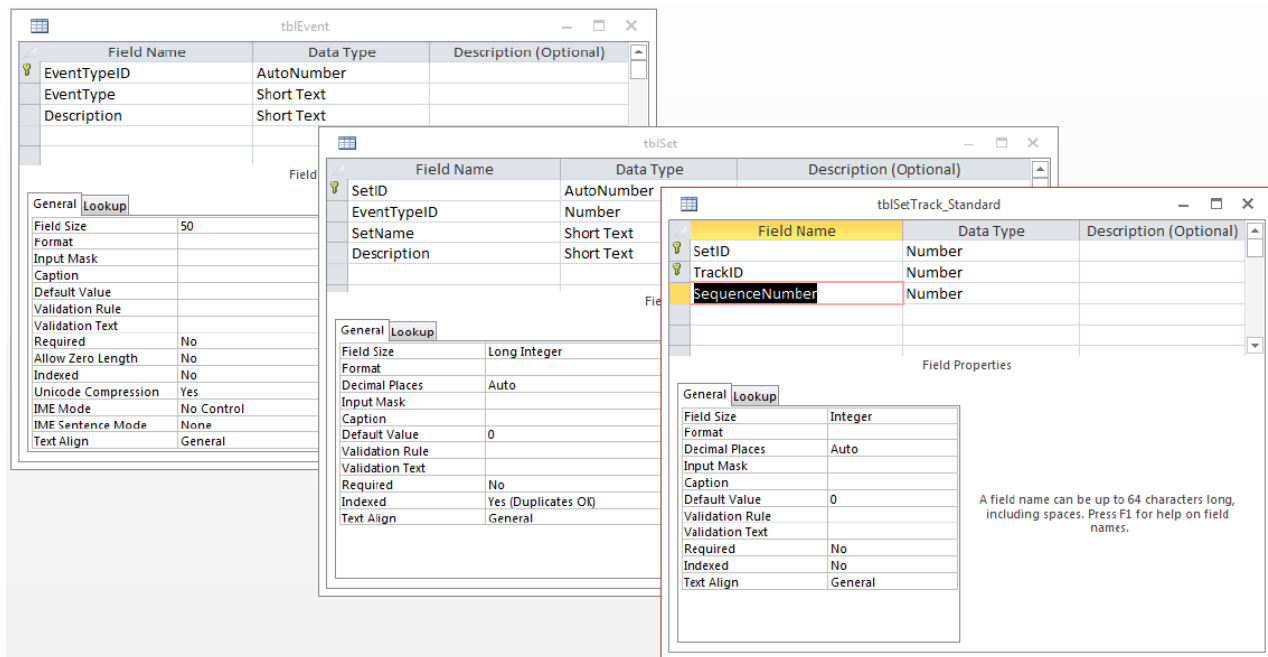 tblEvent
Field Name Data Type Description (Optional)
EventTypeID AutoNumber
EventType Short Text
Description Short Text
Field
General Lookup
Field Size 50
Format
Input Mask
Caption
Default Value
Validation Rule
Validation Text
Required No
Allow Zero Length No
Indexed No
Unicode Compression Yes
IME Mode No Control
IME Sentence Mode None
Text Align General
tblSet
Field Name Data Type Description (Optional)
SetID AutoNumber
EventTypeID Number
SetName Short Text
Description Short Text
Fie
General Lookup
Field Size Long Integer
Format
Decimal Places Auto
Input Mask
Caption
Default Value 0
Validation Rule
Validation Text
Required No
Indexed Yes (Duplicates OK)
Text Align General
tblSetTrack_Standard
Field Name Data Type Description (Optional)
SetID Number
TrackID Number
SequenceNumber Number
Field Properties
General Lookup
Field Size Integer
Format
Decimal Places Auto
Input Mask
Caption
Default Value 0
Validation Rule
Validation Text
Required No
Indexed No
Text Align General
A field name can be up to 64 characters long,
including spaces. Press F1 for help on field
names.